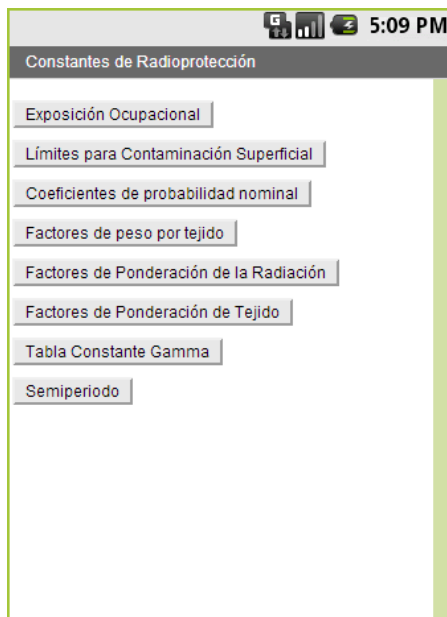 G 5:09 PM
Constantes de Radioprotección
Exposición Ocupacional
Límites para Contaminación Superficial
Coeficientes de probabilidad nominal
Factores de peso por tejido
Factores de Ponderación de la Radiación
Factores de Ponderación de Tejido
Tabla Constante Gamma
Semiperiodo